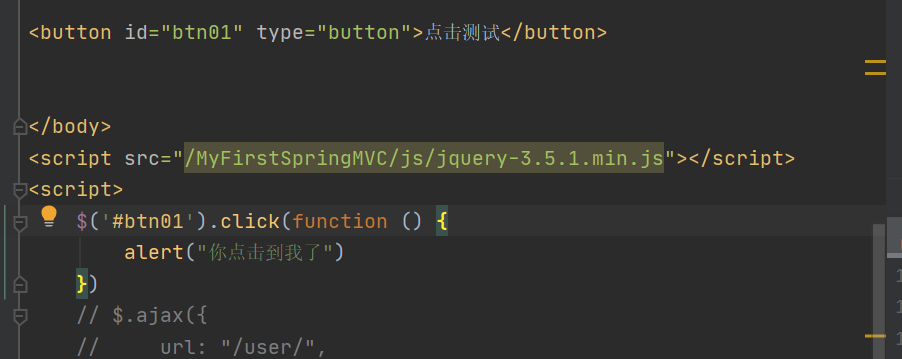 <button id="btn01" type="button">点击测试</button>
</body>
<script src="/MyFirstSpringMVC/js/jquery-3.5.1.min.js"></script>
<script>
$('#btn01').click(function () {
alert("你点击到我了")
})
// $.ajax({
//     url: "/user/",